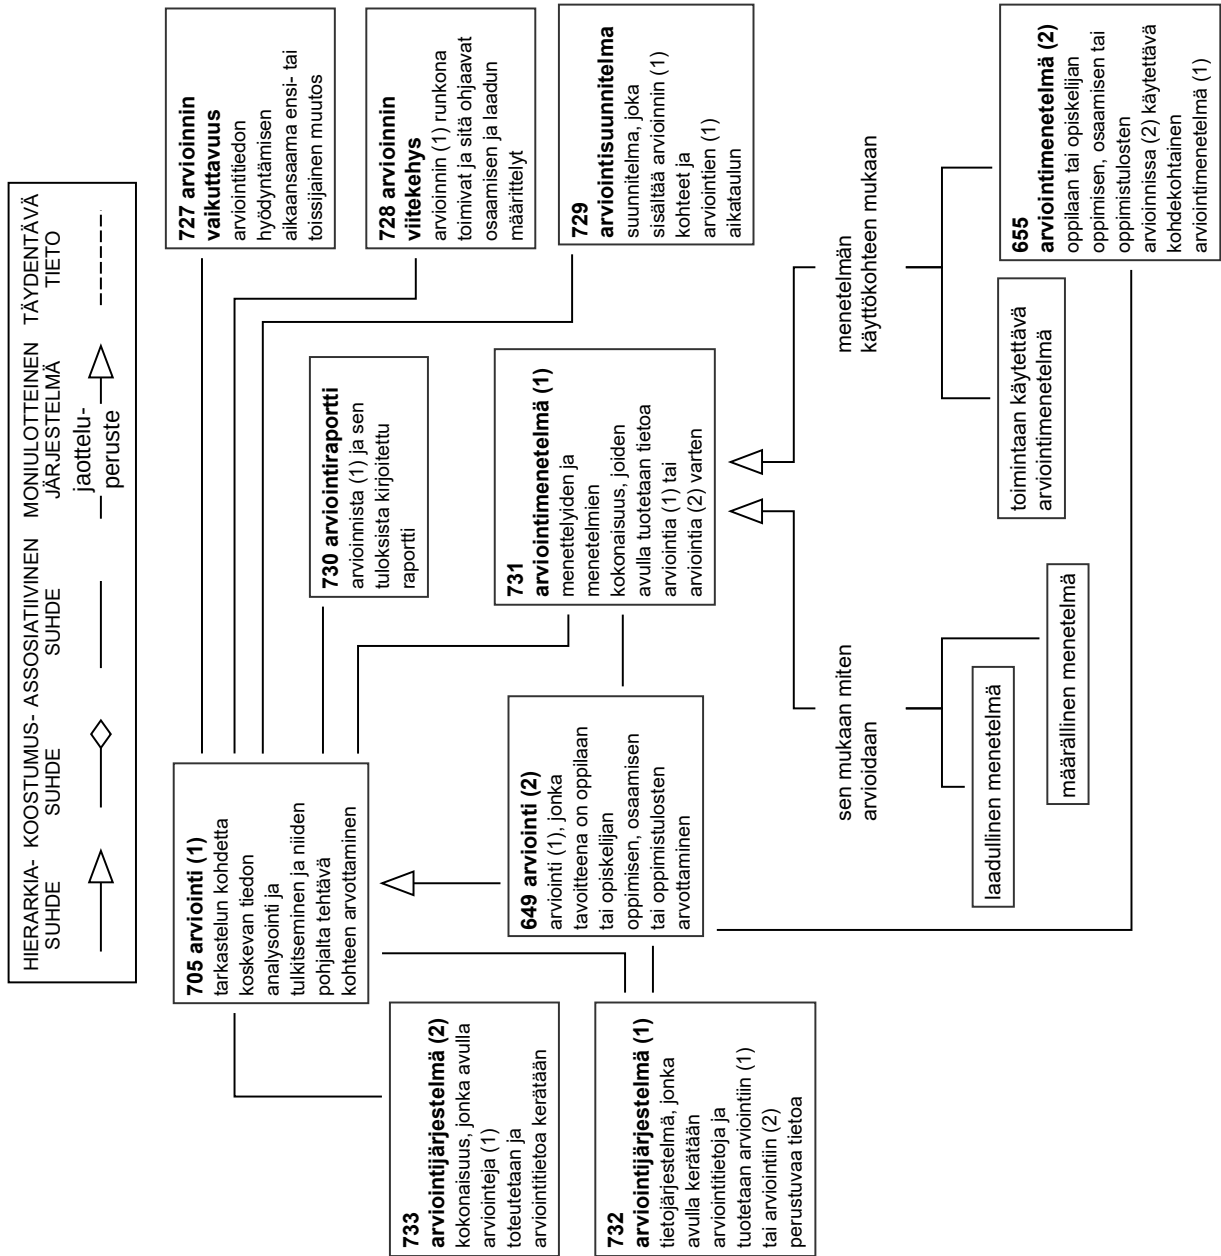 HIERARKIA-
SUHDE
KOOSTUMUS-
SUHDE
ASSOSIATIIVINEN
SUHDE
MONIULOTTEINEN
JÄRJESTELMÄ
jaottelu-
peruste
TÄYDENTÄVÄ
TIETO
733
arviointijärjestelmä (2)
kokonaisuus, jonka avulla
arviointeja (1)
toteutetaan ja
arviointitietoa kerätään
732
arviointijärjestelmä (1)
tietojärjestelmä, jonka
avulla kerätään
arviointitietoja ja
tuotetaan arviointiin (1)
tai arviointiin (2)
perustuvaa tietoa
705 arviointi (1)
tarkastelun kohdetta
koskevan tiedon
analysointi ja
tulkitseminen ja niiden
pohjalta tehtävä
kohteen arvottaminen
649 arviointi (2)
arviointi (1), jonka
tavoitteena on oppilaan
tai opiskelijan
oppimisen, osaamisen
tai oppimistulosten
arvottaminen
727 arvioinnin
vaikuttavuus
arviointitiedon
hyödyntämisen
aikaansaama ensi- tai
toissijainen muutos
728 arvioinnin
viitekehys
arvioinnin (1) runkona
toimivat ja sitä ohjaavat
osaamisen ja laadun
määrittelyt
729
arviointisuunnitelma
suunnitelma, joka
sisältää arvioinnin (1)
kohteet ja
arviointien (1)
aikataulun
730 arviointiraportti
arvioinnista (1) ja sen
tuloksista kirjoitettu
raportti
731
arviointimenetelmä (1)
menettelyiden ja
menetelmien
kokonaisuus, joiden
avulla tuotetaan tietoa
arviointia (1) tai
arviointia (2) varten
sen mukaan miten
arvioidaan
laadullinen menetelmä
määrällinen menetelmä
menetelmän
käyttökohteen mukaan
toimintaan käytettävä
arviointimenetelmä
655
arviointimenetelmä (2)
oppilaan tai opiskelijan
oppimisen, osaamisen tai
oppimistulosten
arvioinnissa (2) käytettävä
kohdekohtainen
arviointimenetelmä (1)